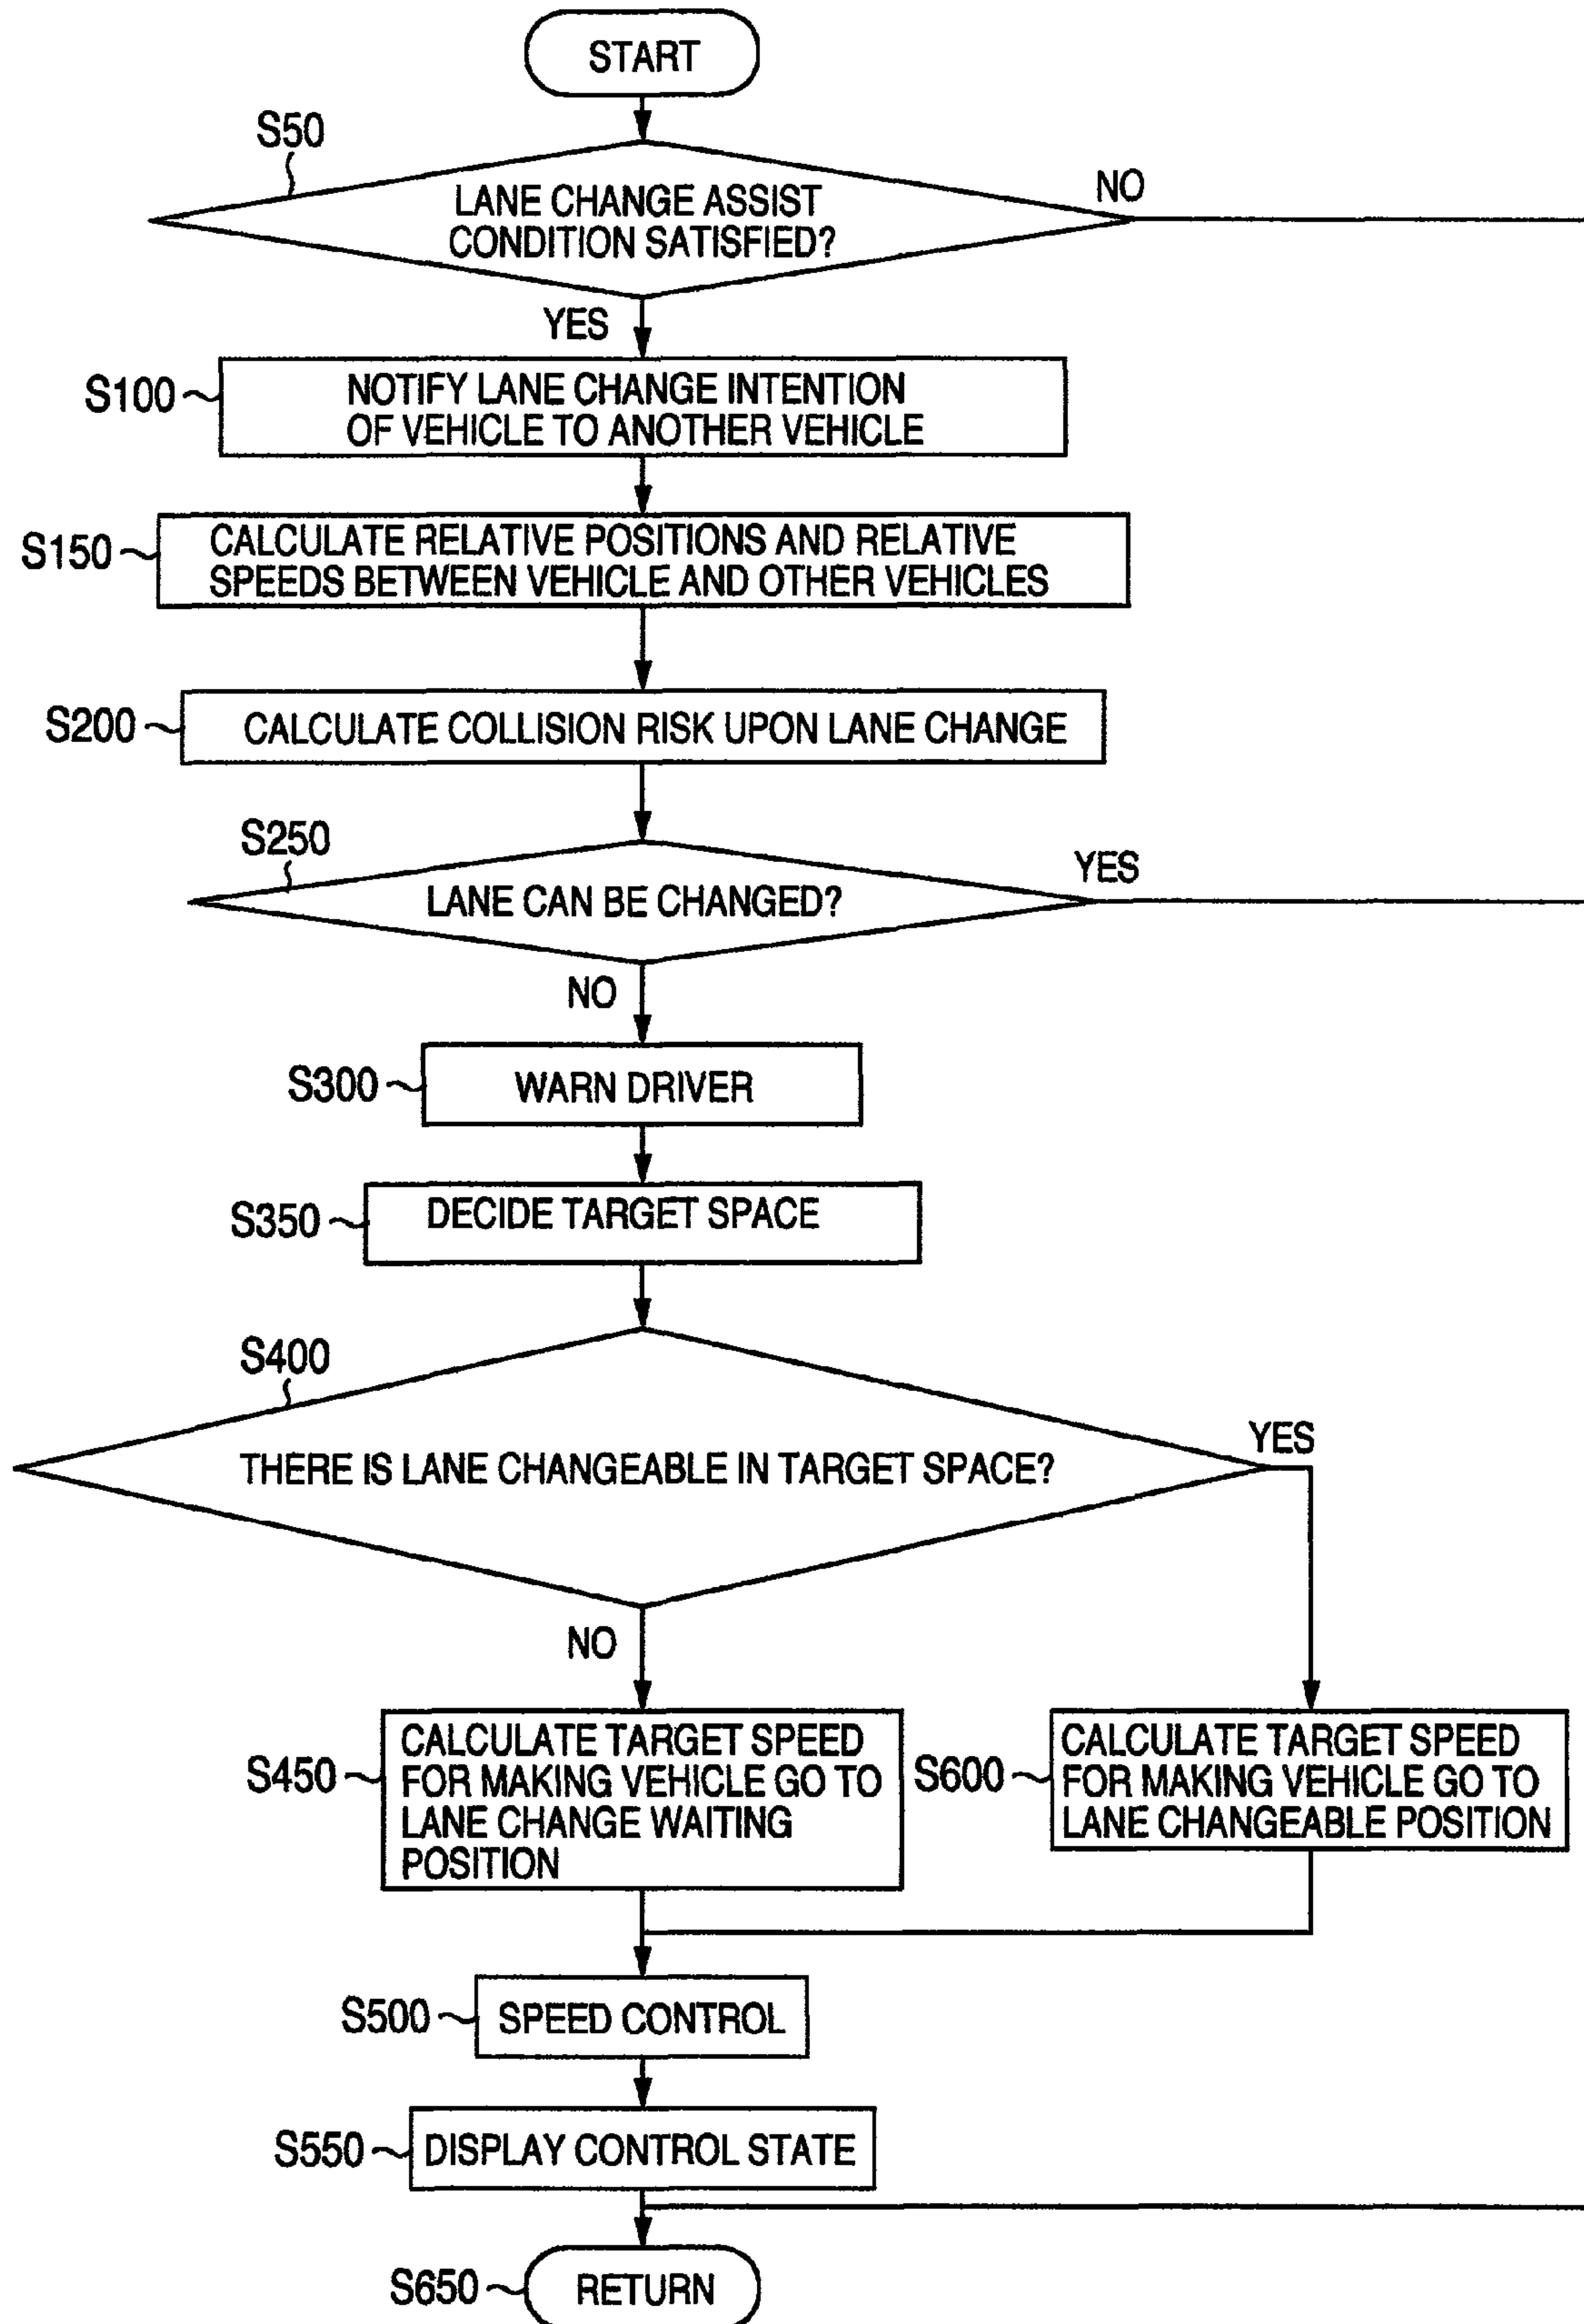 START
S50
LANE CHANGE ASSIST
CONDITION SATISFIED?
NO
YES
S100
NOTIFY LANE CHANGE INTENTION
OF VEHICLE TO ANOTHER VEHICLE
S150
CALCULATE RELATIVE POSITIONS AND RELATIVE
SPEEDS BETWEEN VEHICLE AND OTHER VEHICLES
S200
CALCULATE COLLISION RISK UPON LANE CHANGE
S250
LANE CAN BE CHANGED?
YES
NO
S300
WARN DRIVER
S350
DECIDE TARGET SPACE
S400
THERE IS LANE CHANGEABLE IN TARGET SPACE?
YES
NO
S450
CALCULATE TARGET SPEED
FOR MAKING VEHICLE GO TO
LANE CHANGE WAITING
POSITION
S600
CALCULATE TARGET SPEED
FOR MAKING VEHICLE GO TO
LANE CHANGEABLE POSITION
S500
SPEED CONTROL
S550
DISPLAY CONTROL STATE
S650
RETURN